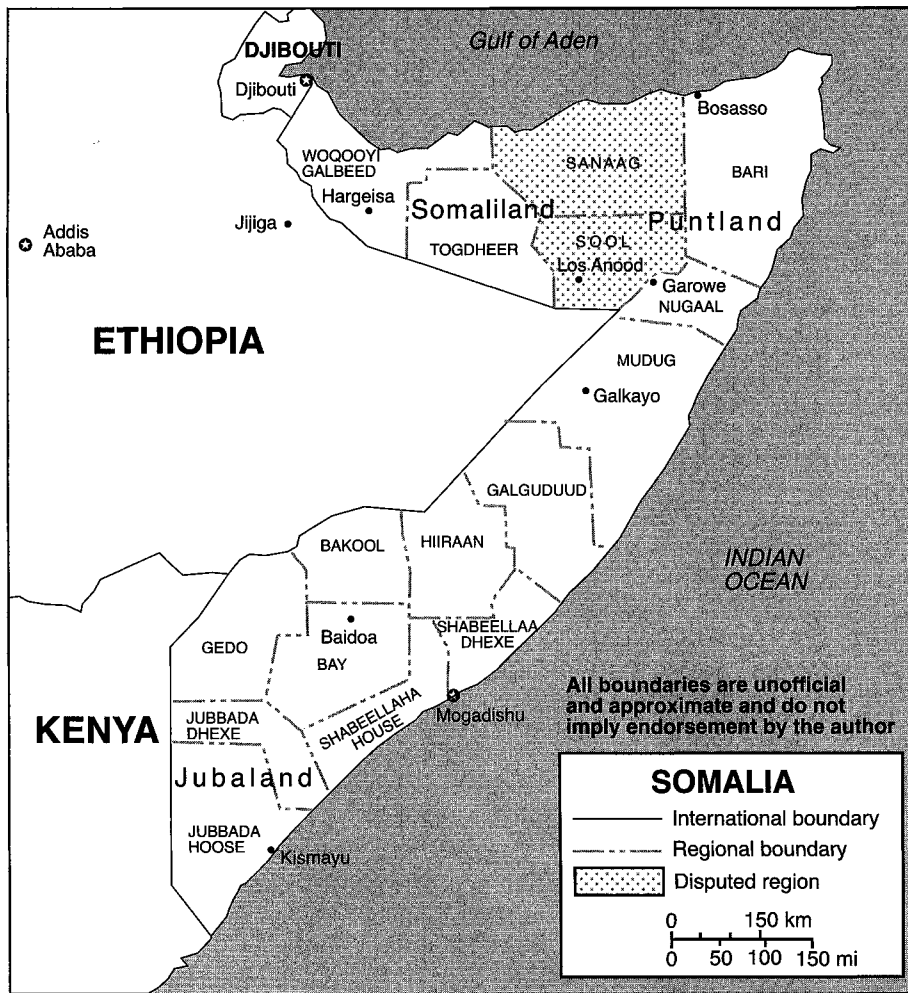 Gulf of Aden
DJIBOUTI
Djibouti
Bosasso
WOQOOYI
GALBEED
SANAAG
BARI
Hargeisa
Somaliland
Puntland
Jijiga
Addis
Ababa
TOGDHEER
SOOL
Los Anood
Garowe
NUGAAL
ETHIOPIA
MUDUG
Galkayo
GALGUDUUD
BAKOOL
HIIRAAN
INDIAN
OCEAN
SHABEELLAA
DHEXE
GEDO
Baidoa
BAY
Mogadishu
SHABEELLAHA
HOUSE
KENYA
JUBBADA
DHEXE
Jubaland
JUBBADA
HOOSE
Kismayu
All boundaries are unofficial
and approximate and do not
imply endorsement by the author
SOMALIA
International boundary
Regional boundary
Disputed region
0 150 km
0 50 100 150 mi